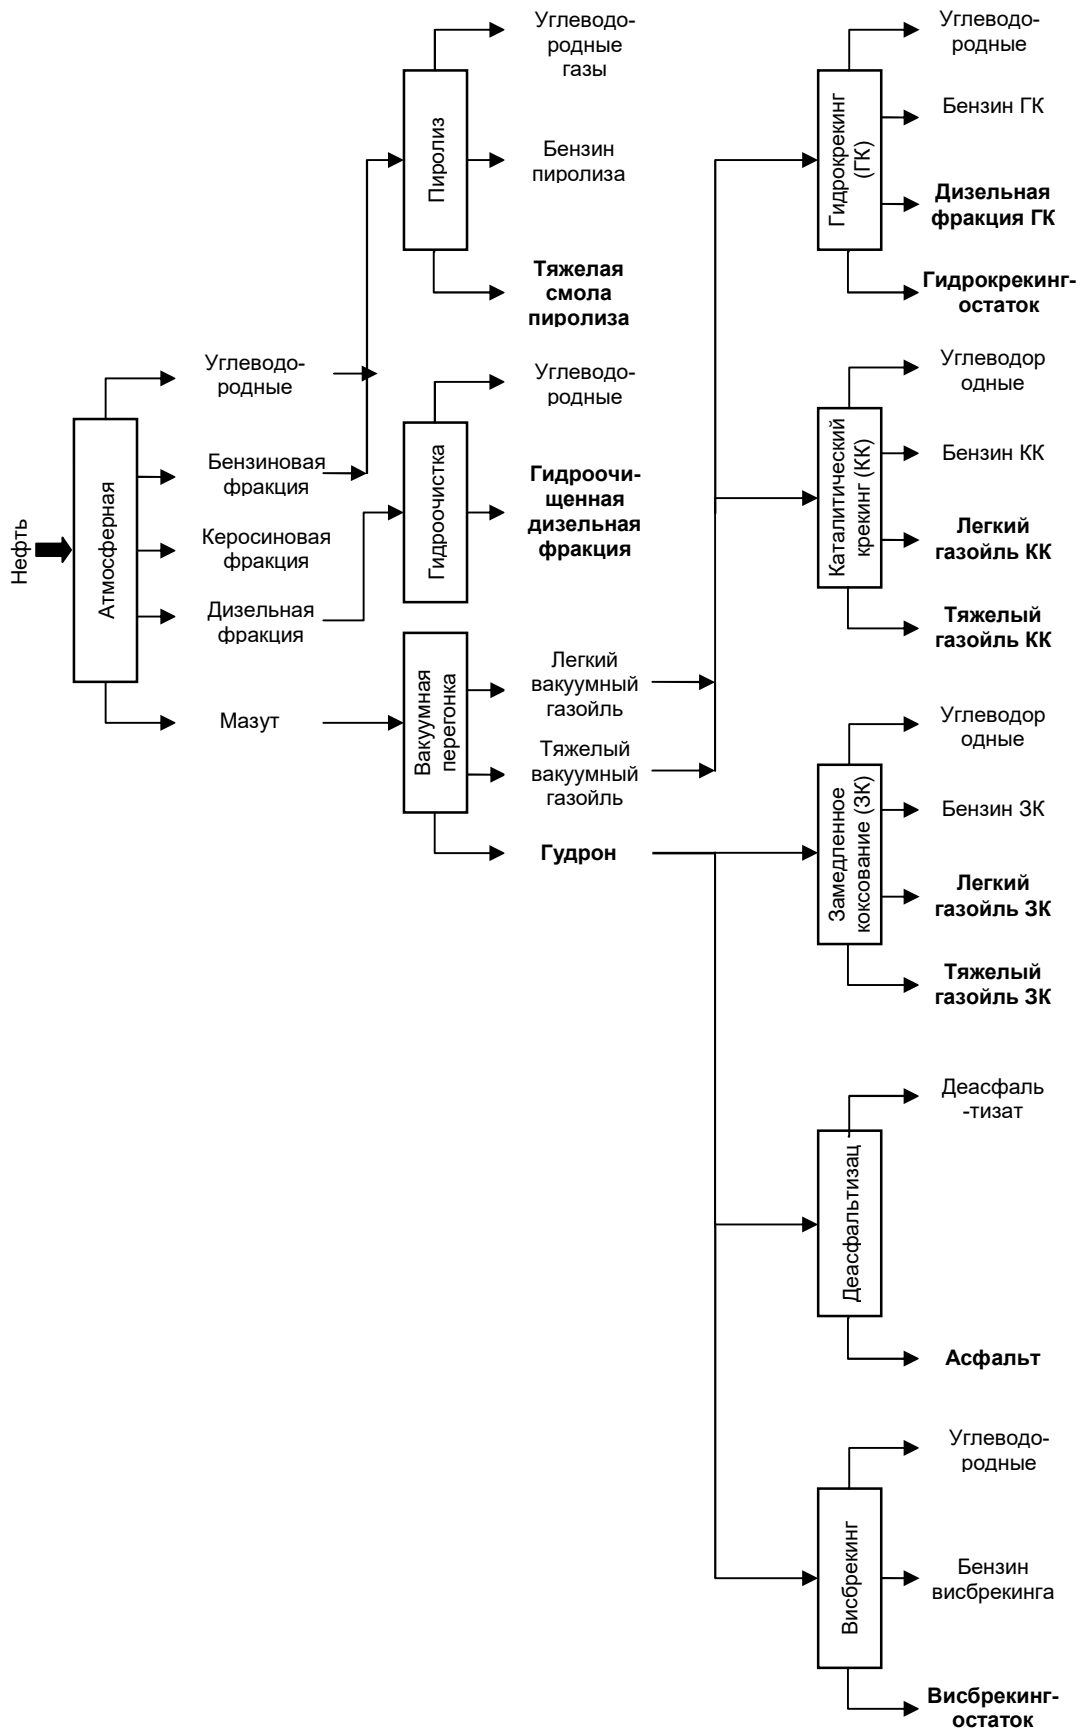 Нефть
Атмосферная
Углеводо-
родные
Бензиновая
фракция
Керосиновая
фракция
Дизельная
фракция
Мазут
Пиролиз
Углеводо-
родные
газы
Бензин
пиролиза
Тяжелая
смола
пиролиза
Гидроочистка
Углеводо-
родные
Гидроочи-
щенная
дизельная
фракция
Вакуумная
перегонка
Легкий
вакуумный
газойль
Тяжелый
вакуумный
газойль
Гудрон
Гидрокрекинг
(ГК)
Углеводо-
родные
Бензин ГК
Дизельная
фракция ГК
Гидрокрекинг-
остаток
Каталитический
крекинг (КК)
Углеводор
одные
Бензин КК
Легкий
газойль КК
Тяжелый
газойль КК
Замедленное
коксование (ЗК)
Углеводор
одные
Бензин ЗК
Легкий
газойль ЗК
Тяжелый
газойль ЗК
Деасфальтизац
Деасфаль
-тизат
Асфальт
Висбрекинг
Углеводо-
родные
Бензин
висбрекинга
Висбрекинг-
остаток